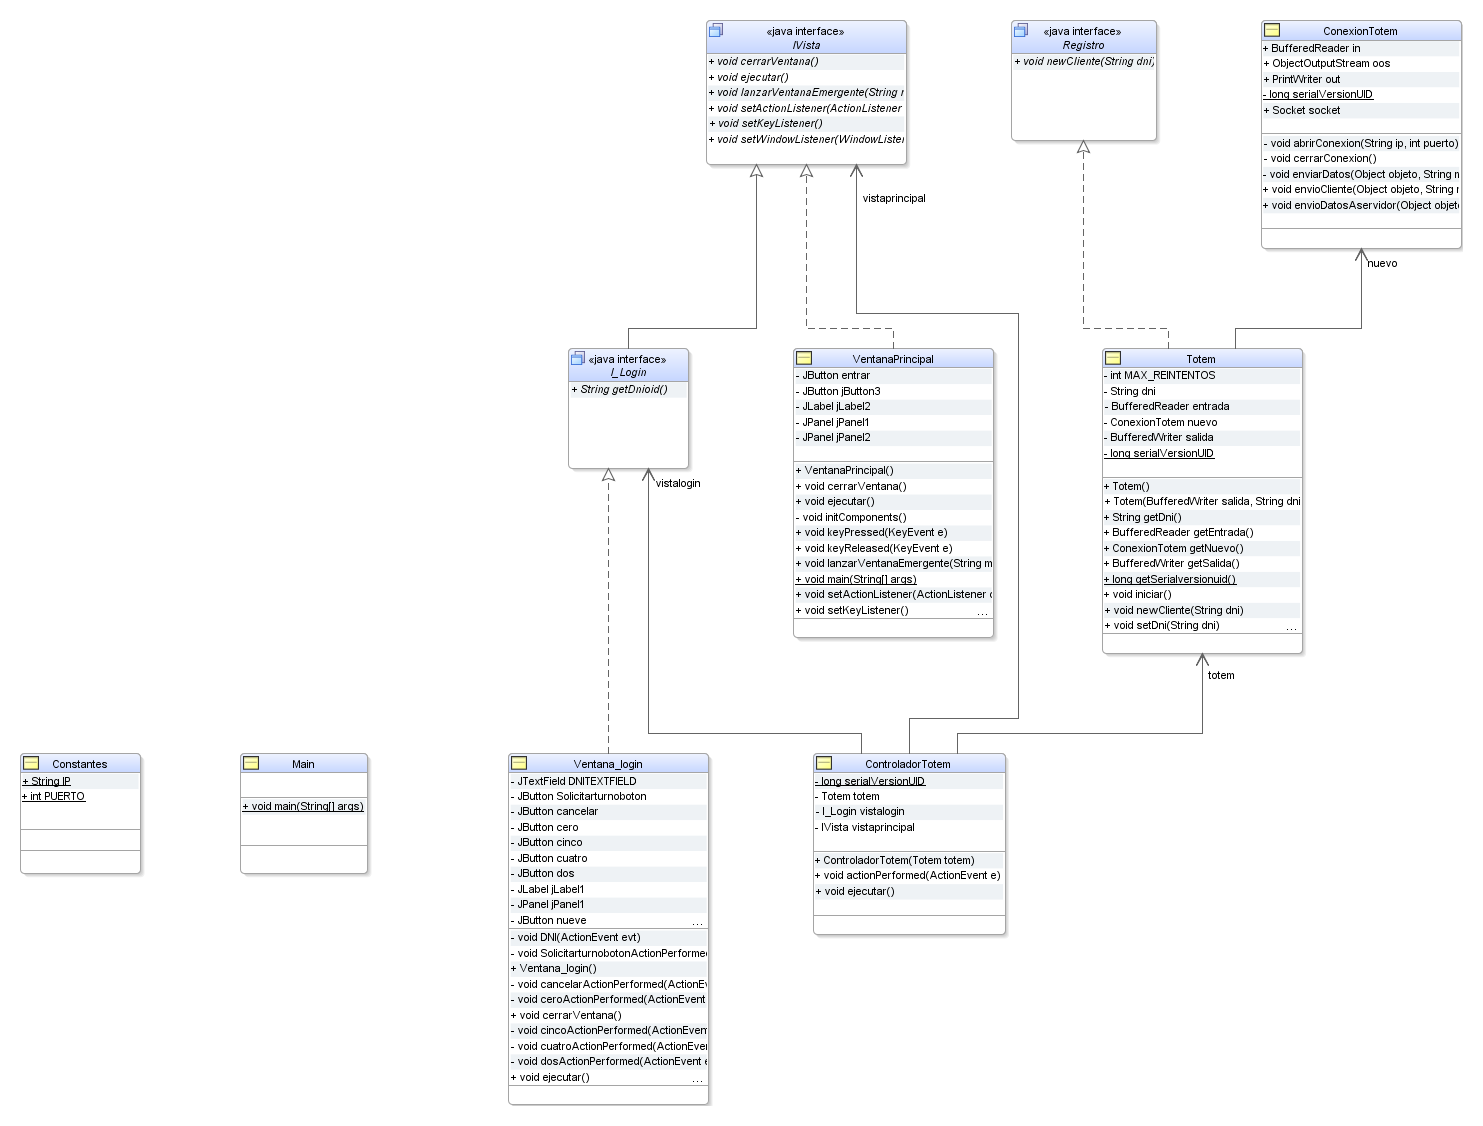 «java interface»
IVista
+ void cerrarVentana()
+ void ejecutar()
+ void lanzarVentanaEmergente(String
+ void setActionListener(ActionListener
+ void setKeyListener()
+ void setWindowListener(WindowListe
«java interface»
Registro
+ void newCliente(String dni)
ConexionTotem
+ BufferedReader in
+ ObjectOutputStream oos
+ PrintWriter out
- long serialVersionUID
+ Socket socket
- void abrirConexion(String ip, int puerto)
- void cerrarConexion()
- void enviarDatos(Object objeto, String m
+ void envioCliente(Object objeto, String
+ void envioDatosAservidor(Object objet
vistaprincipal
nuevo
«java interface»
I_Login
+ String getDnioid()
vistalogin
VentanaPrincipal
- JButton entrar
- JButton jButton3
- JLabel jLabel2
- JPanel jPanel1
- JPanel jPanel2
+ VentanaPrincipal()
+ void cerrarVentana()
+ void ejecutar()
- void initComponents()
+ void keyPressed(KeyEvent e)
+ void keyReleased(KeyEvent e)
+ void lanzarVentanaEmergente(String m
+ void main(String[] args)
+ void setActionListener(ActionListener
+ void setKeyListener() ...
Totem
- int MAX_REINTENTOS
- String dni
- BufferedReader entrada
- ConexionTotem nuevo
- BufferedWriter salida
- long serialVersionUID
+ Totem()
+ Totem(BufferedWriter salida, String dni
+ String getDni()
+ BufferedReader getEntrada()
+ ConexionTotem getNuevo()
+ BufferedWriter getSalida()
+ long getSerialversionuid()
+ void iniciar()
+ void newCliente(String dni)
+ void setDni(String dni) ...
totem
Constantes
+ String IP
+ int PUERTO
Main
+ void main(String[] args)
Ventana_login
- JTextField DNITEXTFIELD
- JButton Solicitarturnoboton
- JButton cancelar
- JButton cero
- JButton cinco
- JButton cuatro
- JButton dos
- JLabel jLabel1
- JPanel jPanel1
- JButton nueve ...
- void DNI(ActionEvent evt)
- void SolicitarturnobotonActionPerforme
+ Ventana_login()
- void cancelarActionPerformed(ActionE
- void ceroActionPerformed(ActionEvent
+ void cerrarVentana()
- void cincoActionPerformed(ActionEven
- void cuatroActionPerformed(ActionEve
- void dosActionPerformed(ActionEvent e
+ void ejecutar() ...
ControladorTotem
- long serialVersionUID
- Totem totem
- I_Login vistalogin
- IVista vistaprincipal
+ ControladorTotem(Totem totem)
+ void actionPerformed(ActionEvent e)
+ void ejecutar()